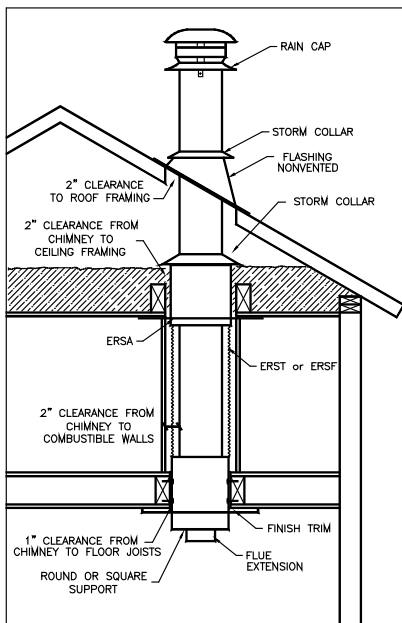 RAIN CAP
STORM COLLAR
FLASHING
NONVENTED
2" CLEARANCE
TO ROOF FRAMING
STORM COLLAR
2" CLEARANCE FROM
CHIMNEY TO
CEILING FRAMING
ERSA
ERST or ERSF
2" CLEARANCE FROM
CHIMNEY TO
COMBUSTIBLE WALLS
1" CLEARANCE FROM
CHIMNEY TO FLOOR JOISTS
FINISH TRIM
FLUE
EXTENSION
ROUND OR SQUARE
SUPPORT